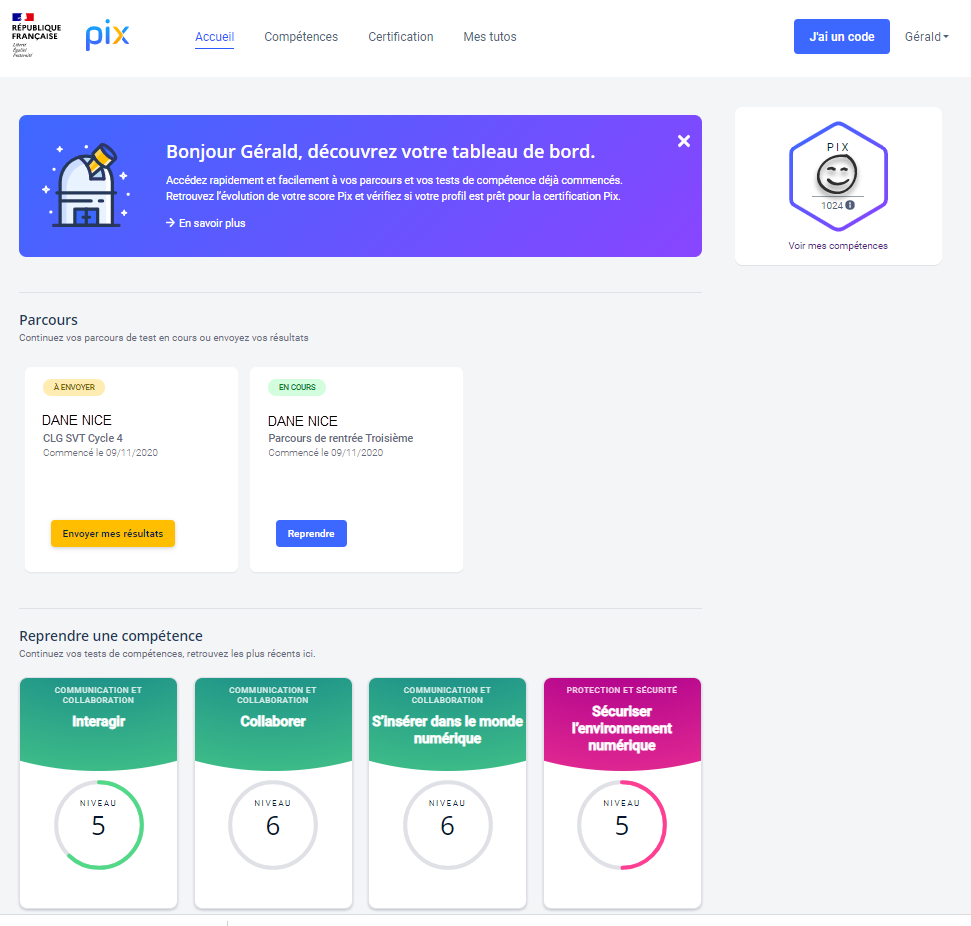 RÉPUBLIQUE
FRANÇAISE
Liberté
Égalité
Fraternité
pix
Accueil
Compétences
Certification
Mes tutos
J'ai un code
Gérald
Bonjour Gérald, découvrez votre tableau de bord.
Accédez rapidement et facilement à vos parcours et vos tests de compétence déjà commencés.
Retrouvez l'évolution de votre score Pix et vérifiez si votre profil est prêt pour la certification Pix.
→ En savoir plus
PIX
1024
Voir mes compétences
Parcours
Continuez vos parcours de test en cours ou envoyez vos résultats
À ENVOYER
DANE NICE
CLG SVT Cycle 4
Commencé le 09/11/2020
Envoyer mes résultats
EN COURS
DANE NICE
Parcours de rentrée Troisième
Commencé le 09/11/2020
Reprendre
Reprendre une compétence
Continuez vos tests de compétences, retrouvez les plus récents ici.
COMMUNICATION ET
COLLABORATION
Interagir
NIVEAU
5
COMMUNICATION ET
COLLABORATION
Collaborer
NIVEAU
6
COMMUNICATION ET
COLLABORATION
S'insérer dans le monde
numérique
NIVEAU
6
PROTECTION ET SÉCURITÉ
Sécuriser
l'environnement
numérique
NIVEAU
5